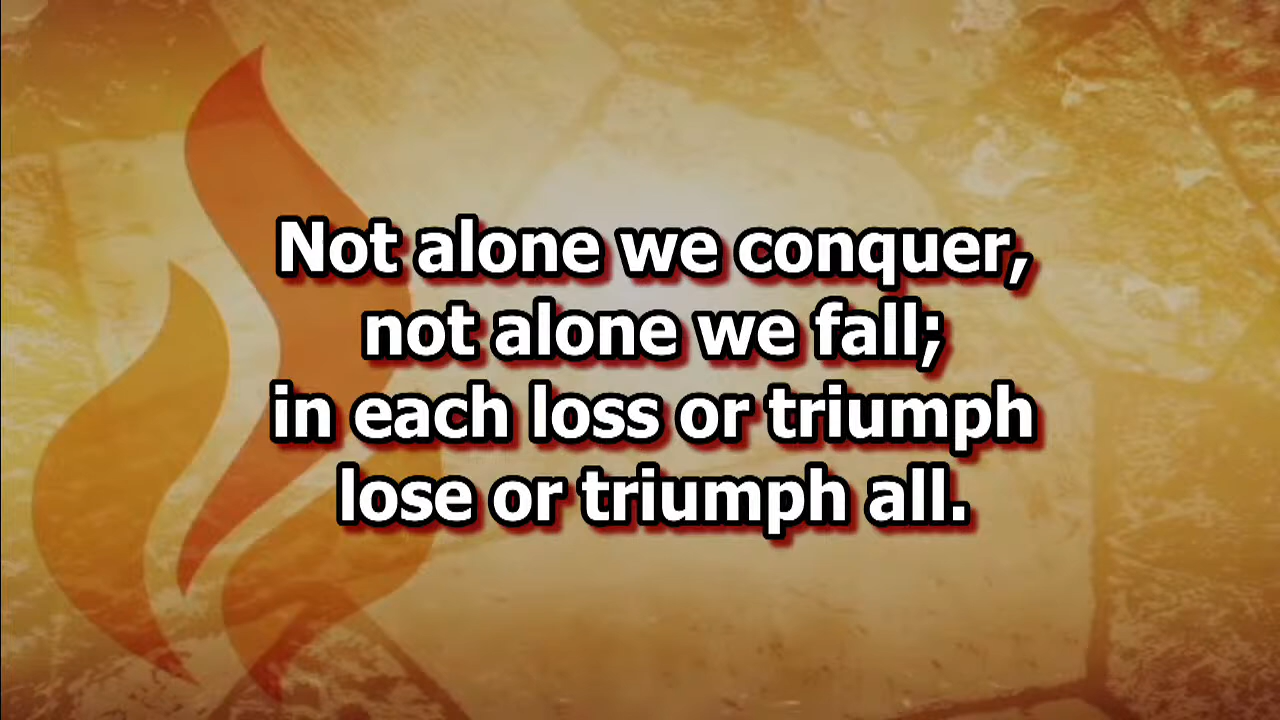 Not alone we conquer,
not alone we fall;
in each loss or triumph
lose or triumph all.